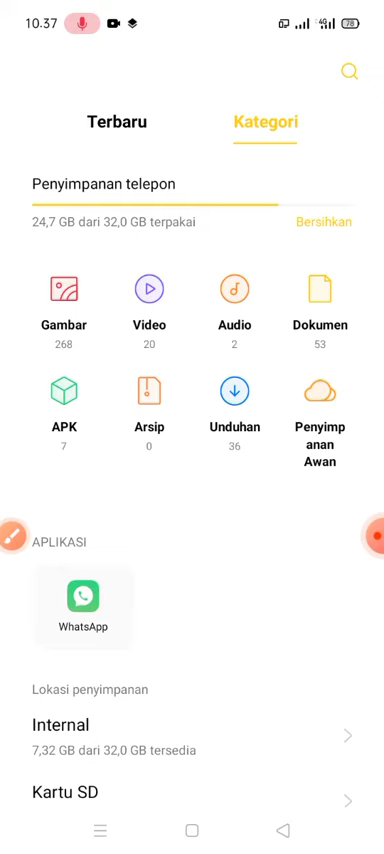 10.37
4G
78
Terbaru
Kategori
Penyimpanan telepon
24,7 GB dari 32,0 GB terpakai
Bersihkan
Gambar
268
Video
20
Audio
2
Dokumen
53
APK
7
Arsip
0
Unduhan
36
Penyimp
anan
Awan
APLIKASI
WhatsApp
Lokasi penyimpanan
Internal
7,32 GB dari 32,0 GB tersedia
Kartu SD